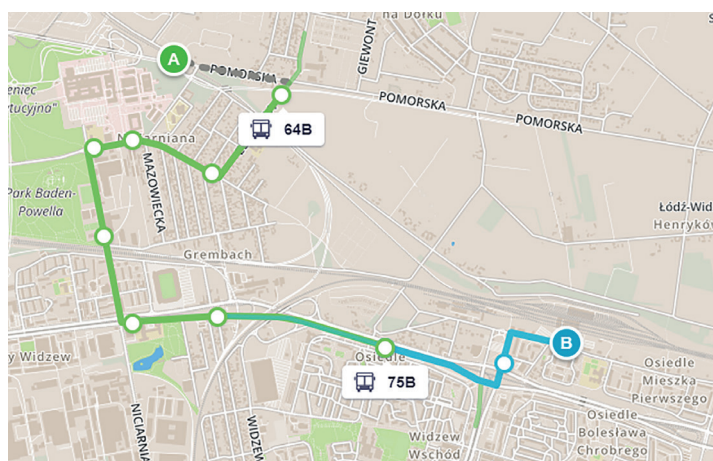 na Dołku
A
POMORSKA
GIEWONT
POMORSKA
POMORSKA
64B
Niciarniana
MAZOWIECKA
Park Baden-
Powella
Łódź-Wid
Henryków
Grembach
y Widzew
Osiedle
B
75B
Osiedle
Mieszka
Pierwszego
Osiedle
Bolesława
Chrobrego
NICIARNIA
WIDZEW
Widzew
Wschód